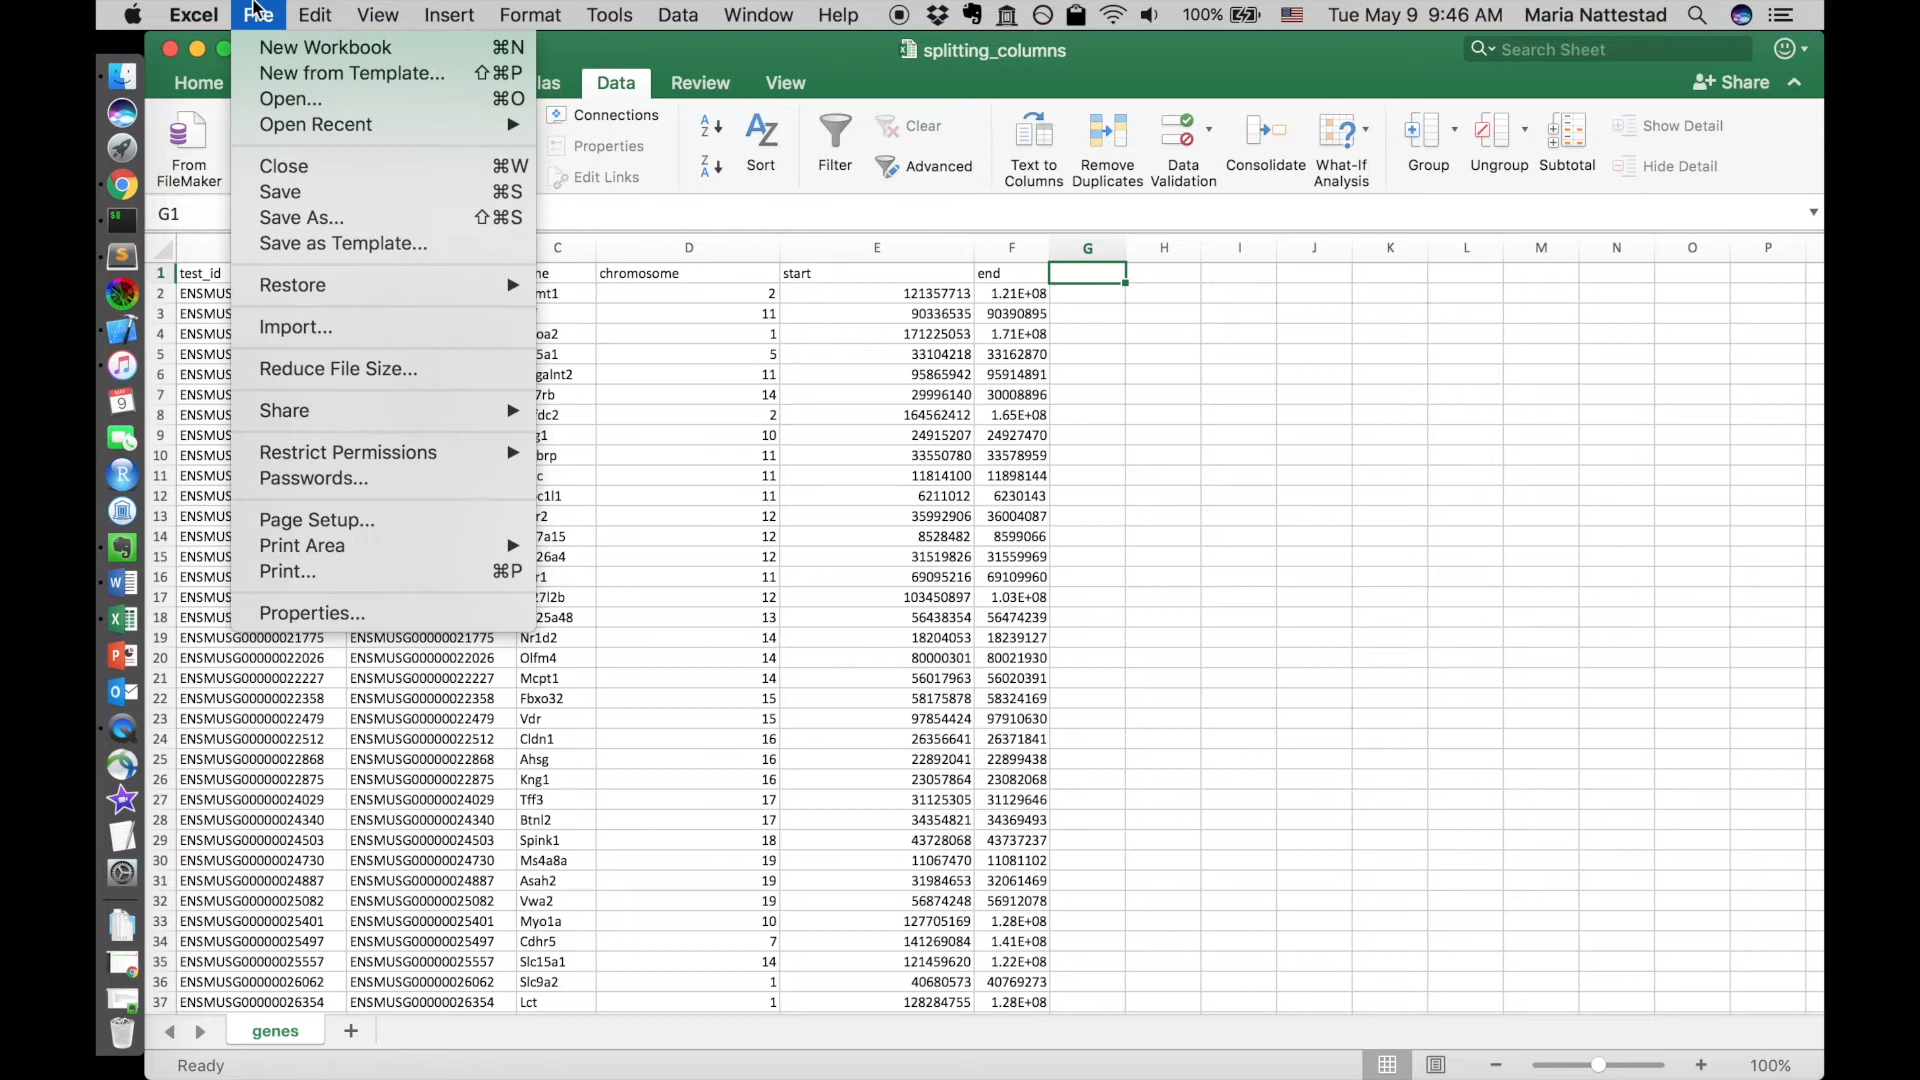 Excel File Edit View Insert Format Tools Data Window Help 100% Tue May 9 9:46 AM Maria Nattestad
splitting_columns
Search Sheet
Home Data Review View
Share
New Workbook ⌘N
New from Template... ⇧⌘P
Open... ⌘O
Open Recent ▶
Close ⌘W
Save ⌘S
Save As... ⇧⌘S
Save as Template...
Restore ▶
Import...
Reduce File Size...
Share ▶
Restrict Permissions ▶
Passwords...
Page Setup...
Print Area ▶
Print... ⌘P
Properties...
From FileMaker
Connections
Properties
Edit Links
Sort
Filter
Clear
Advanced
Text to Columns
Remove Duplicates
Data Validation
Consolidate
What-If Analysis
Group
Ungroup
Subtotal
Show Detail
Hide Detail
G1
C D E F G H I J K L M N O P
1 test_id ne chromosome start end
2 ENSMUS mt1 2 121357713 1.21E+08
3 ENSMUS 11 90336535 90390895
4 ENSMUS oa2 1 171225053 1.71E+08
5 ENSMUS 5a1 5 33104218 33162870
6 ENSMUS galnt2 11 95865942 95914891
7 ENSMUS 7rb 14 29996140 30008896
8 ENSMUS fdc2 2 164562412 1.65E+08
9 ENSMUS g1 10 24915207 24927470
10 ENSMUS brp 11 33550780 33578959
11 ENSMUS c 11 11814100 11898144
12 ENSMUS c1l1 11 6211012 6230143
13 ENSMUS r2 12 35992906 36004087
14 ENSMUS 7a15 12 8528482 8599066
15 ENSMUS 26a4 12 31519826 31559969
16 ENSMUS r1 11 69095216 69109960
17 ENSMUS 27l2b 12 103450897 1.03E+08
18 ENSMUS 25a48 13 56438354 56474239
19 ENSMUSG00000021775 ENSMUSG00000021775 Nr1d2 14 18204053 18239127
20 ENSMUSG00000022026 ENSMUSG00000022026 Olfm4 14 80000301 80021930
21 ENSMUSG00000022227 ENSMUSG00000022227 Mcpt1 14 56017963 56020391
22 ENSMUSG00000022358 ENSMUSG00000022358 Fbxo32 15 58175878 58324169
23 ENSMUSG00000022479 ENSMUSG00000022479 Vdr 15 97854424 97910630
24 ENSMUSG00000022512 ENSMUSG00000022512 Cldn1 16 26356641 26371841
25 ENSMUSG00000022868 ENSMUSG00000022868 Ahsg 16 22892041 22899438
26 ENSMUSG00000022875 ENSMUSG00000022875 Kng1 16 23057864 23082068
27 ENSMUSG00000024029 ENSMUSG00000024029 Tff3 17 31125305 31129646
28 ENSMUSG00000024340 ENSMUSG00000024340 Btnl2 17 34354821 34369493
29 ENSMUSG00000024503 ENSMUSG00000024503 Spink1 18 43728068 43737237
30 ENSMUSG00000024730 ENSMUSG00000024730 Ms4a8a 19 11067470 11081102
31 ENSMUSG00000024887 ENSMUSG00000024887 Asah2 19 31984653 32061469
32 ENSMUSG00000025082 ENSMUSG00000025082 Vwa2 19 56874248 56912078
33 ENSMUSG00000025401 ENSMUSG00000025401 Myo1a 10 127705169 1.28E+08
34 ENSMUSG00000025497 ENSMUSG00000025497 Cdhr5 7 141269084 1.41E+08
35 ENSMUSG00000025557 ENSMUSG00000025557 Slc15a1 14 121459620 1.22E+08
36 ENSMUSG00000026062 ENSMUSG00000026062 Slc9a2 1 40680573 40769273
37 ENSMUSG00000026354 ENSMUSG00000026354 Lct 1 128284755 1.28E+08
genes
Ready 100%